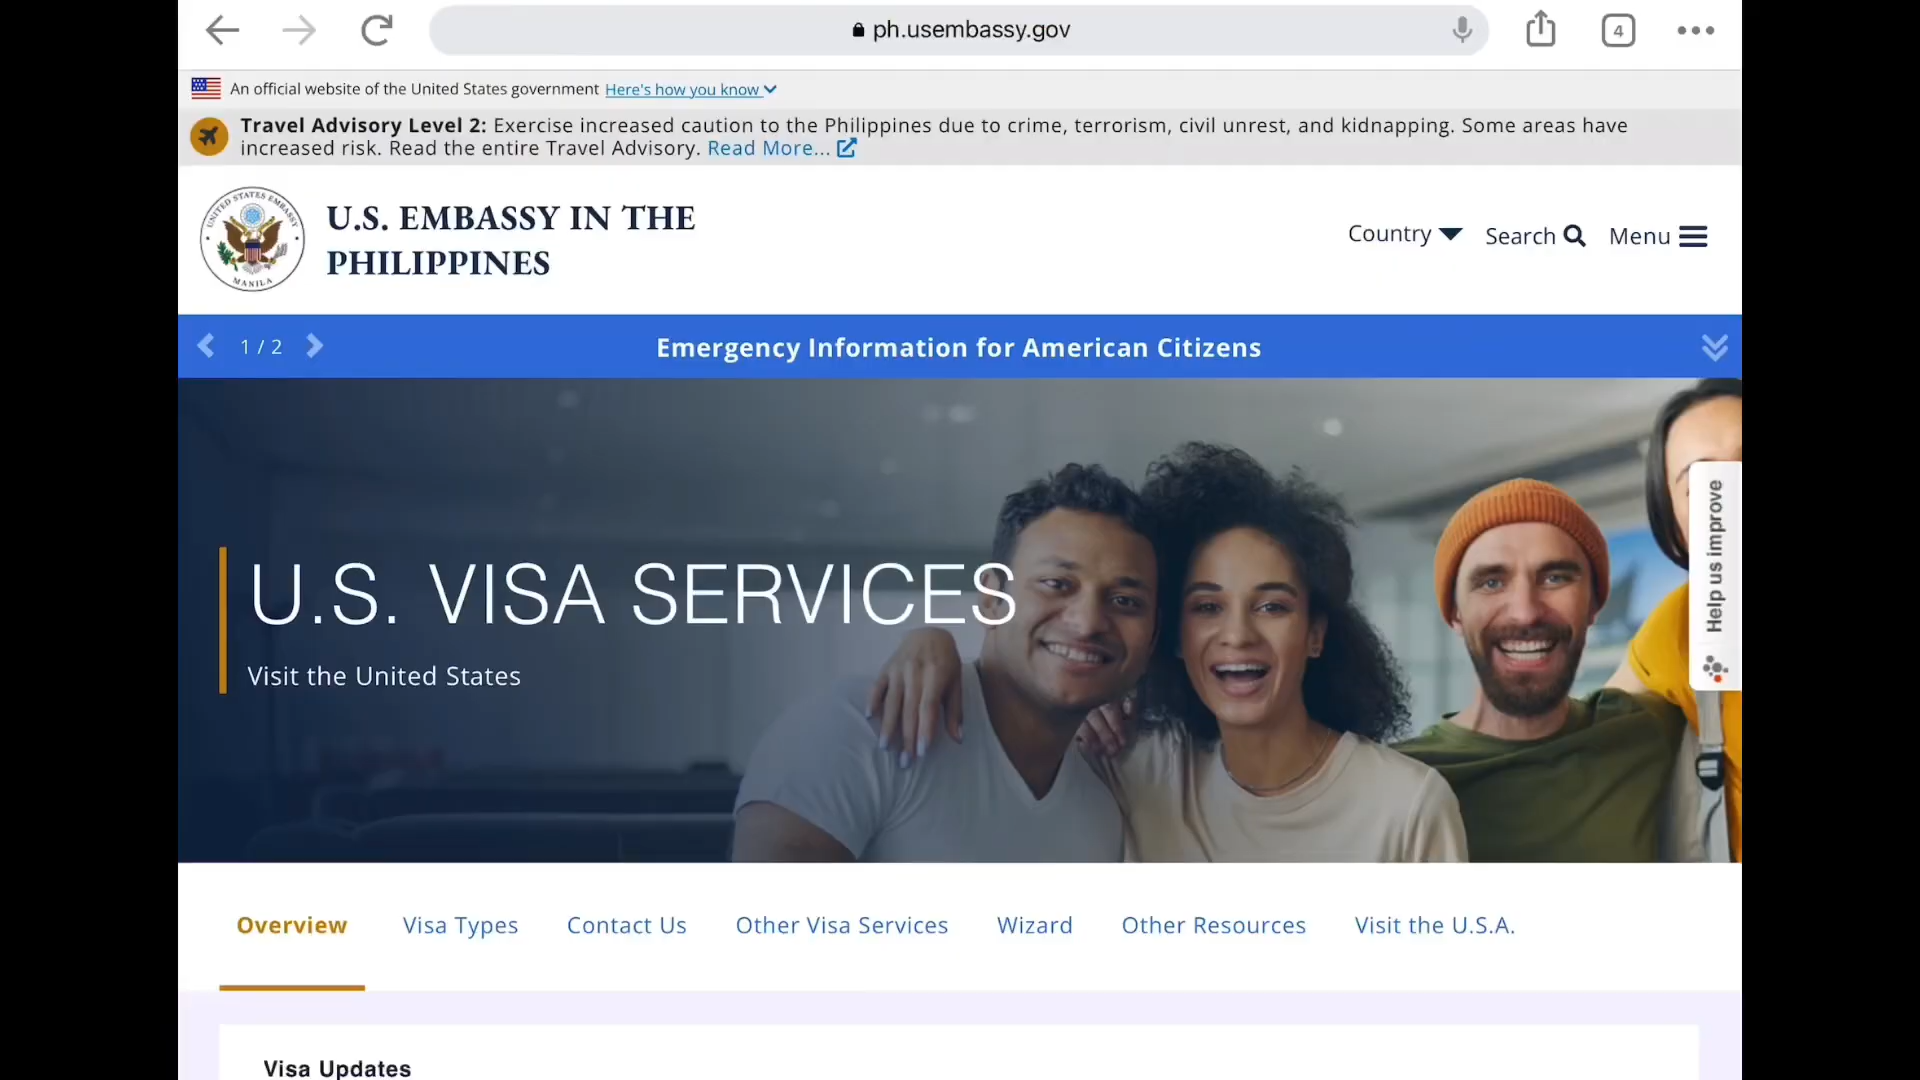 ph.usembassy.gov
4
An official website of the United States government Here's how you know
Travel Advisory Level 2: Exercise increased caution to the Philippines due to crime, terrorism, civil unrest, and kidnapping. Some areas have
increased risk. Read the entire Travel Advisory. Read More...
UNITED STATES EMBASSY
MANILA
U.S. EMBASSY IN THE
PHILIPPINES
Country
Search
Menu
1 / 2
Emergency Information for American Citizens
U.S. VISA SERVICES
Visit the United States
Help us improve
Overview
Visa Types
Contact Us
Other Visa Services
Wizard
Other Resources
Visit the U.S.A.
Visa Updates